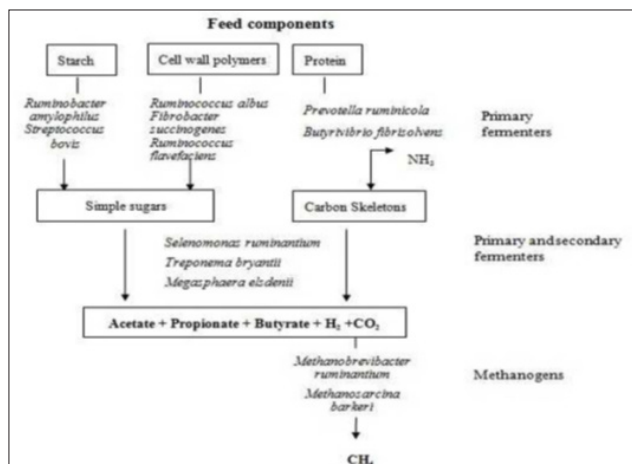 Feed components
Starch
Cell wall polymers
Protein
Ruminobacter
amylophilus
Streptococcus
bovis
Ruminococcus albus
Fibrobacter
succinogenes
Ruminococcus
flavefaciens
Prevotella ruminicola
Butyrivibrio fibrisolvens
Primary
fermenters
NH₃
Simple sugars
Carbon Skeletons
Selenomonas ruminantium
Treponema bryantii
Megasphaera elsdenii
Primary and secondary
fermenters
Acetate + Propionate + Butyrate + H₂ +CO₂
Methanobrevibacter
ruminantium
Methanosarcina
barkeri
Methanogens
CH₄